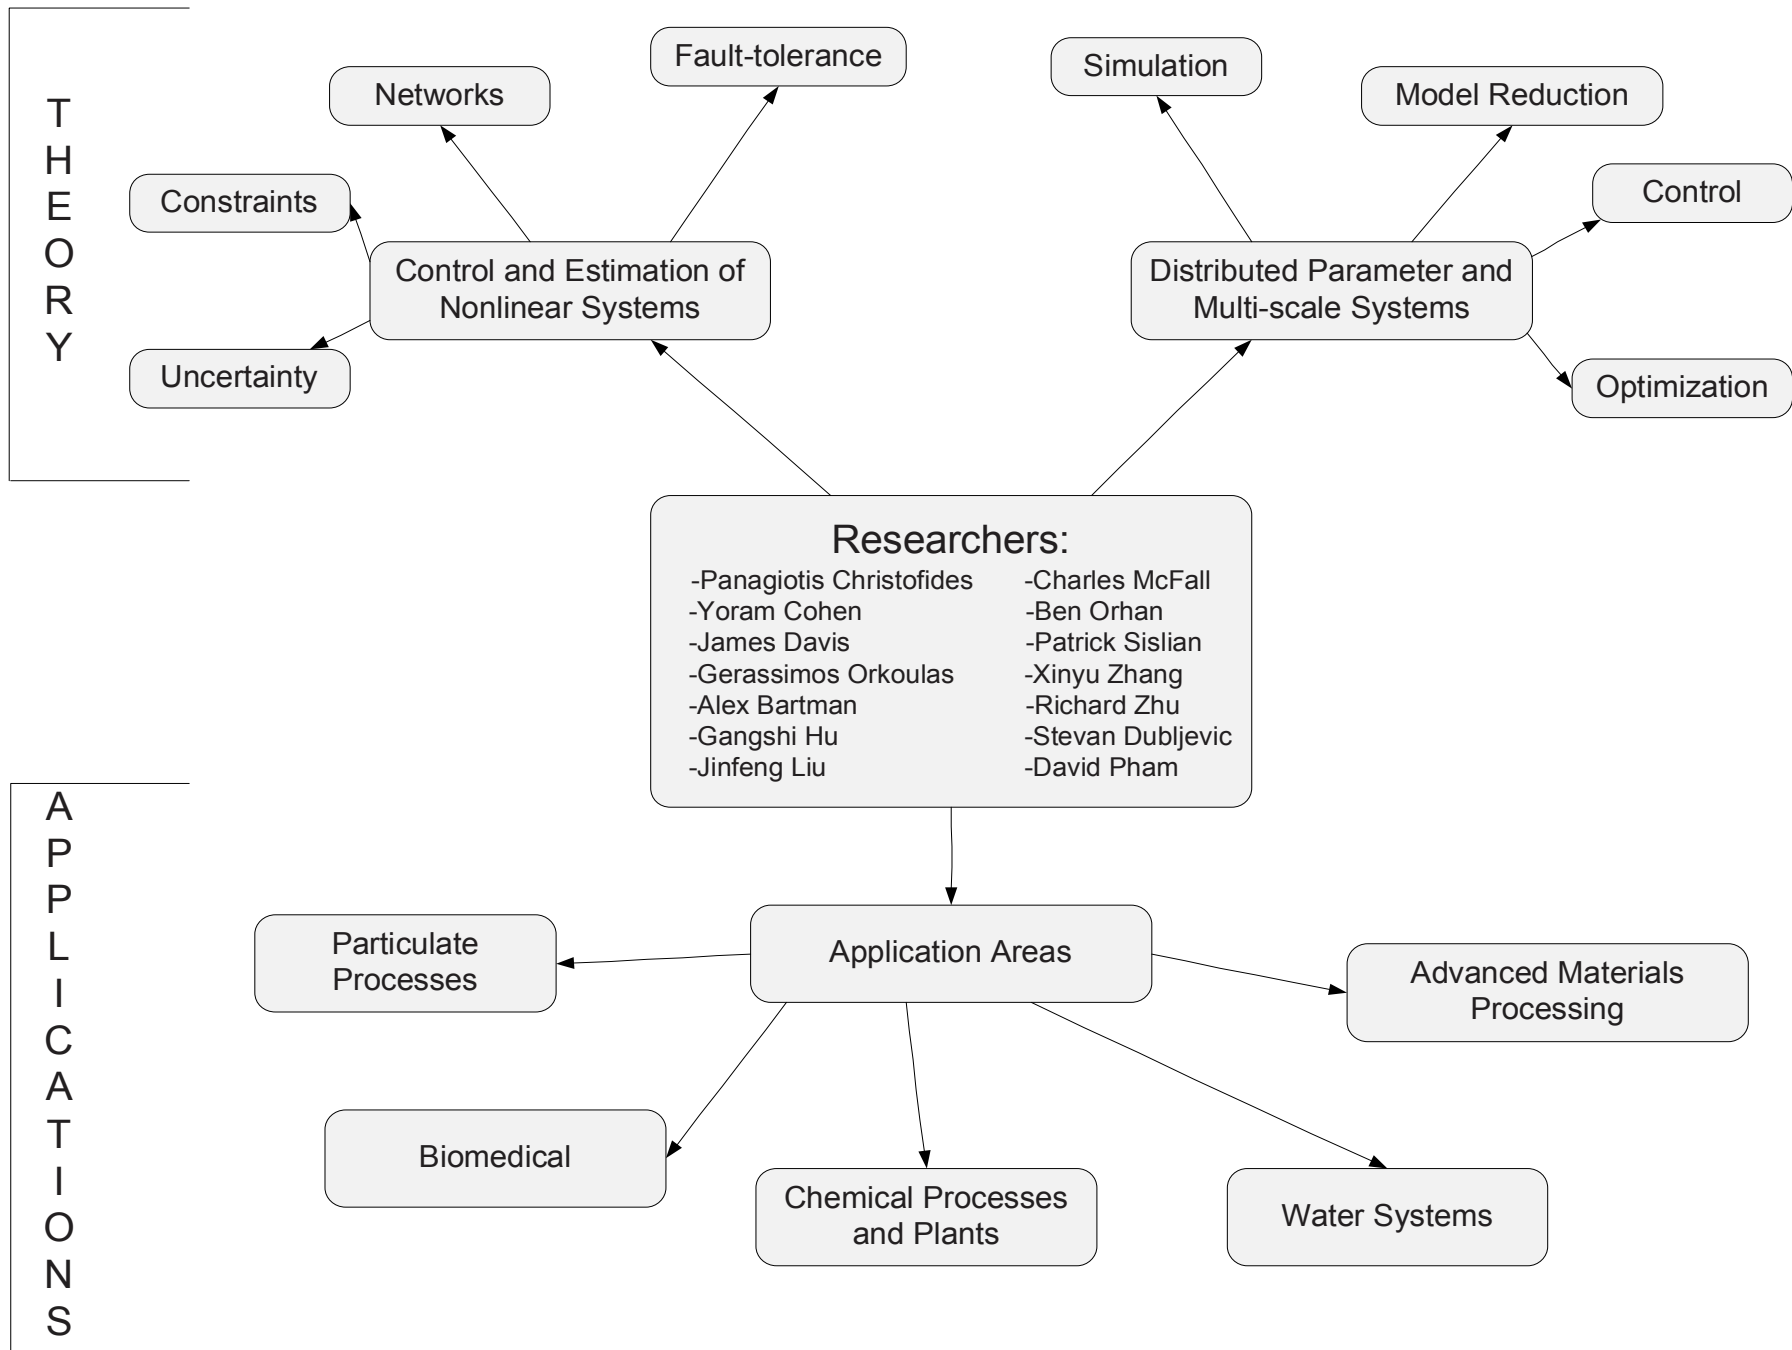 THEORY
Networks
Fault-tolerance
Simulation
Model Reduction
Constraints
Control
Control and Estimation of
Nonlinear Systems
Distributed Parameter and
Multi-scale Systems
Uncertainty
Optimization
Researchers:
-Panagiotis Christofides
-Yoram Cohen
-James Davis
-Gerassimos Orkoulas
-Alex Bartman
-Gangshi Hu
-Jinfeng Liu
-Charles McFall
-Ben Orhan
-Patrick Sislian
-Xinyu Zhang
-Richard Zhu
-Stevan Dubljevic
-David Pham
APPLICATIONS
Application Areas
Particulate
Processes
Advanced Materials
Processing
Biomedical
Chemical Processes
and Plants
Water Systems